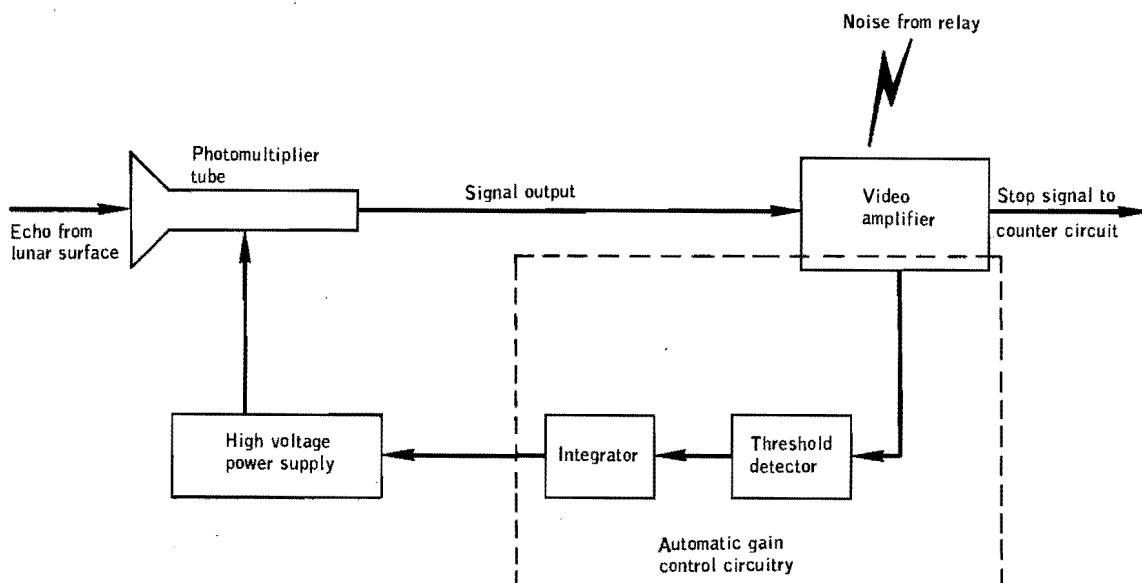 Noise from relay
Photomultiplier
tube
Echo from
lunar surface
Signal output
Video
amplifier
Stop signal to
counter circuit
High voltage
power supply
Integrator
Threshold
detector
Automatic gain
control circuitry